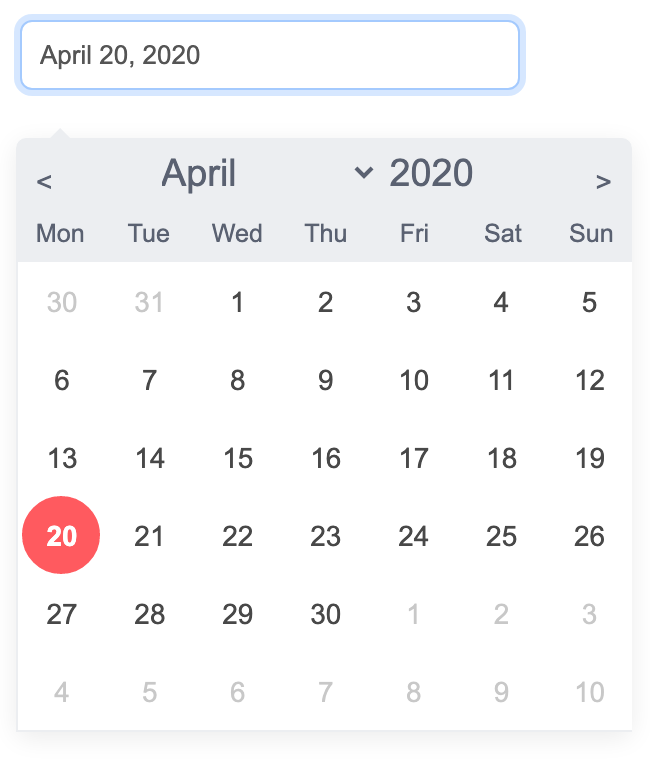 April 20, 2020
< April 2020 >
Mon Tue Wed Thu Fri Sat Sun
30 31 1 2 3 4 5
6 7 8 9 10 11 12
13 14 15 16 17 18 19
20 21 22 23 24 25 26
27 28 29 30 1 2 3
4 5 6 7 8 9 10